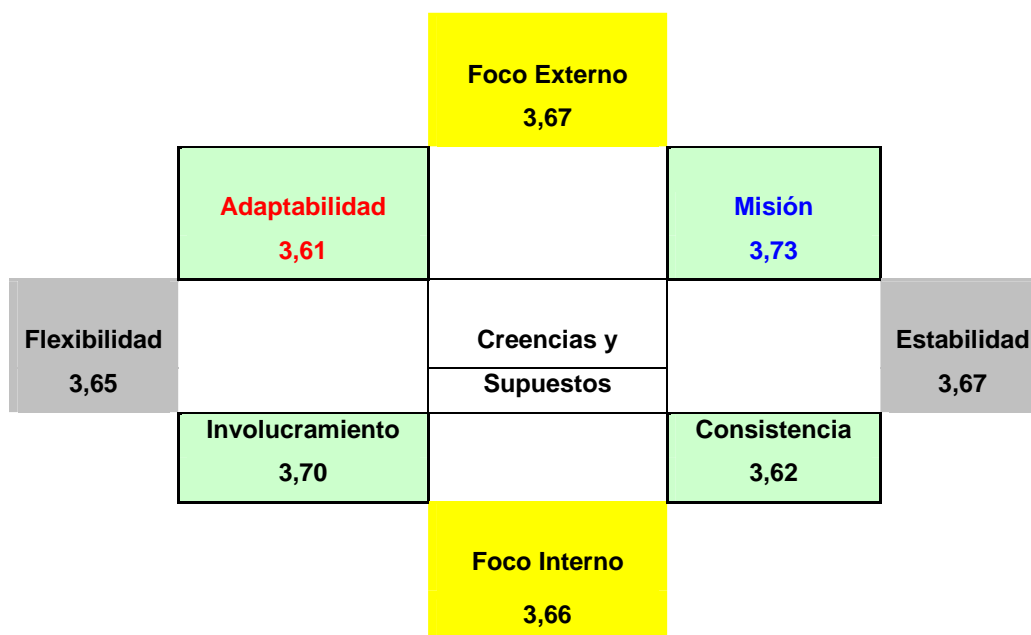 Foco Externo
3,67
Adaptabilidad
3,61
Misión
3,73
Flexibilidad
3,65
Creencias y
Supuestos
Estabilidad
3,67
Involucramiento
3,70
Consistencia
3,62
Foco Interno
3,66